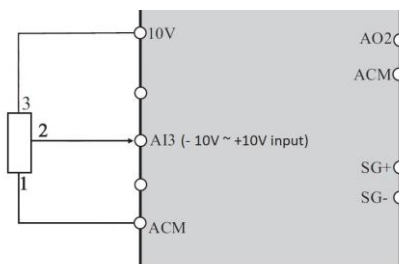 10V
AO2
ACM
3
2
AI3 (- 10V ~ +10V input)
1
SG+
SG-
ACM